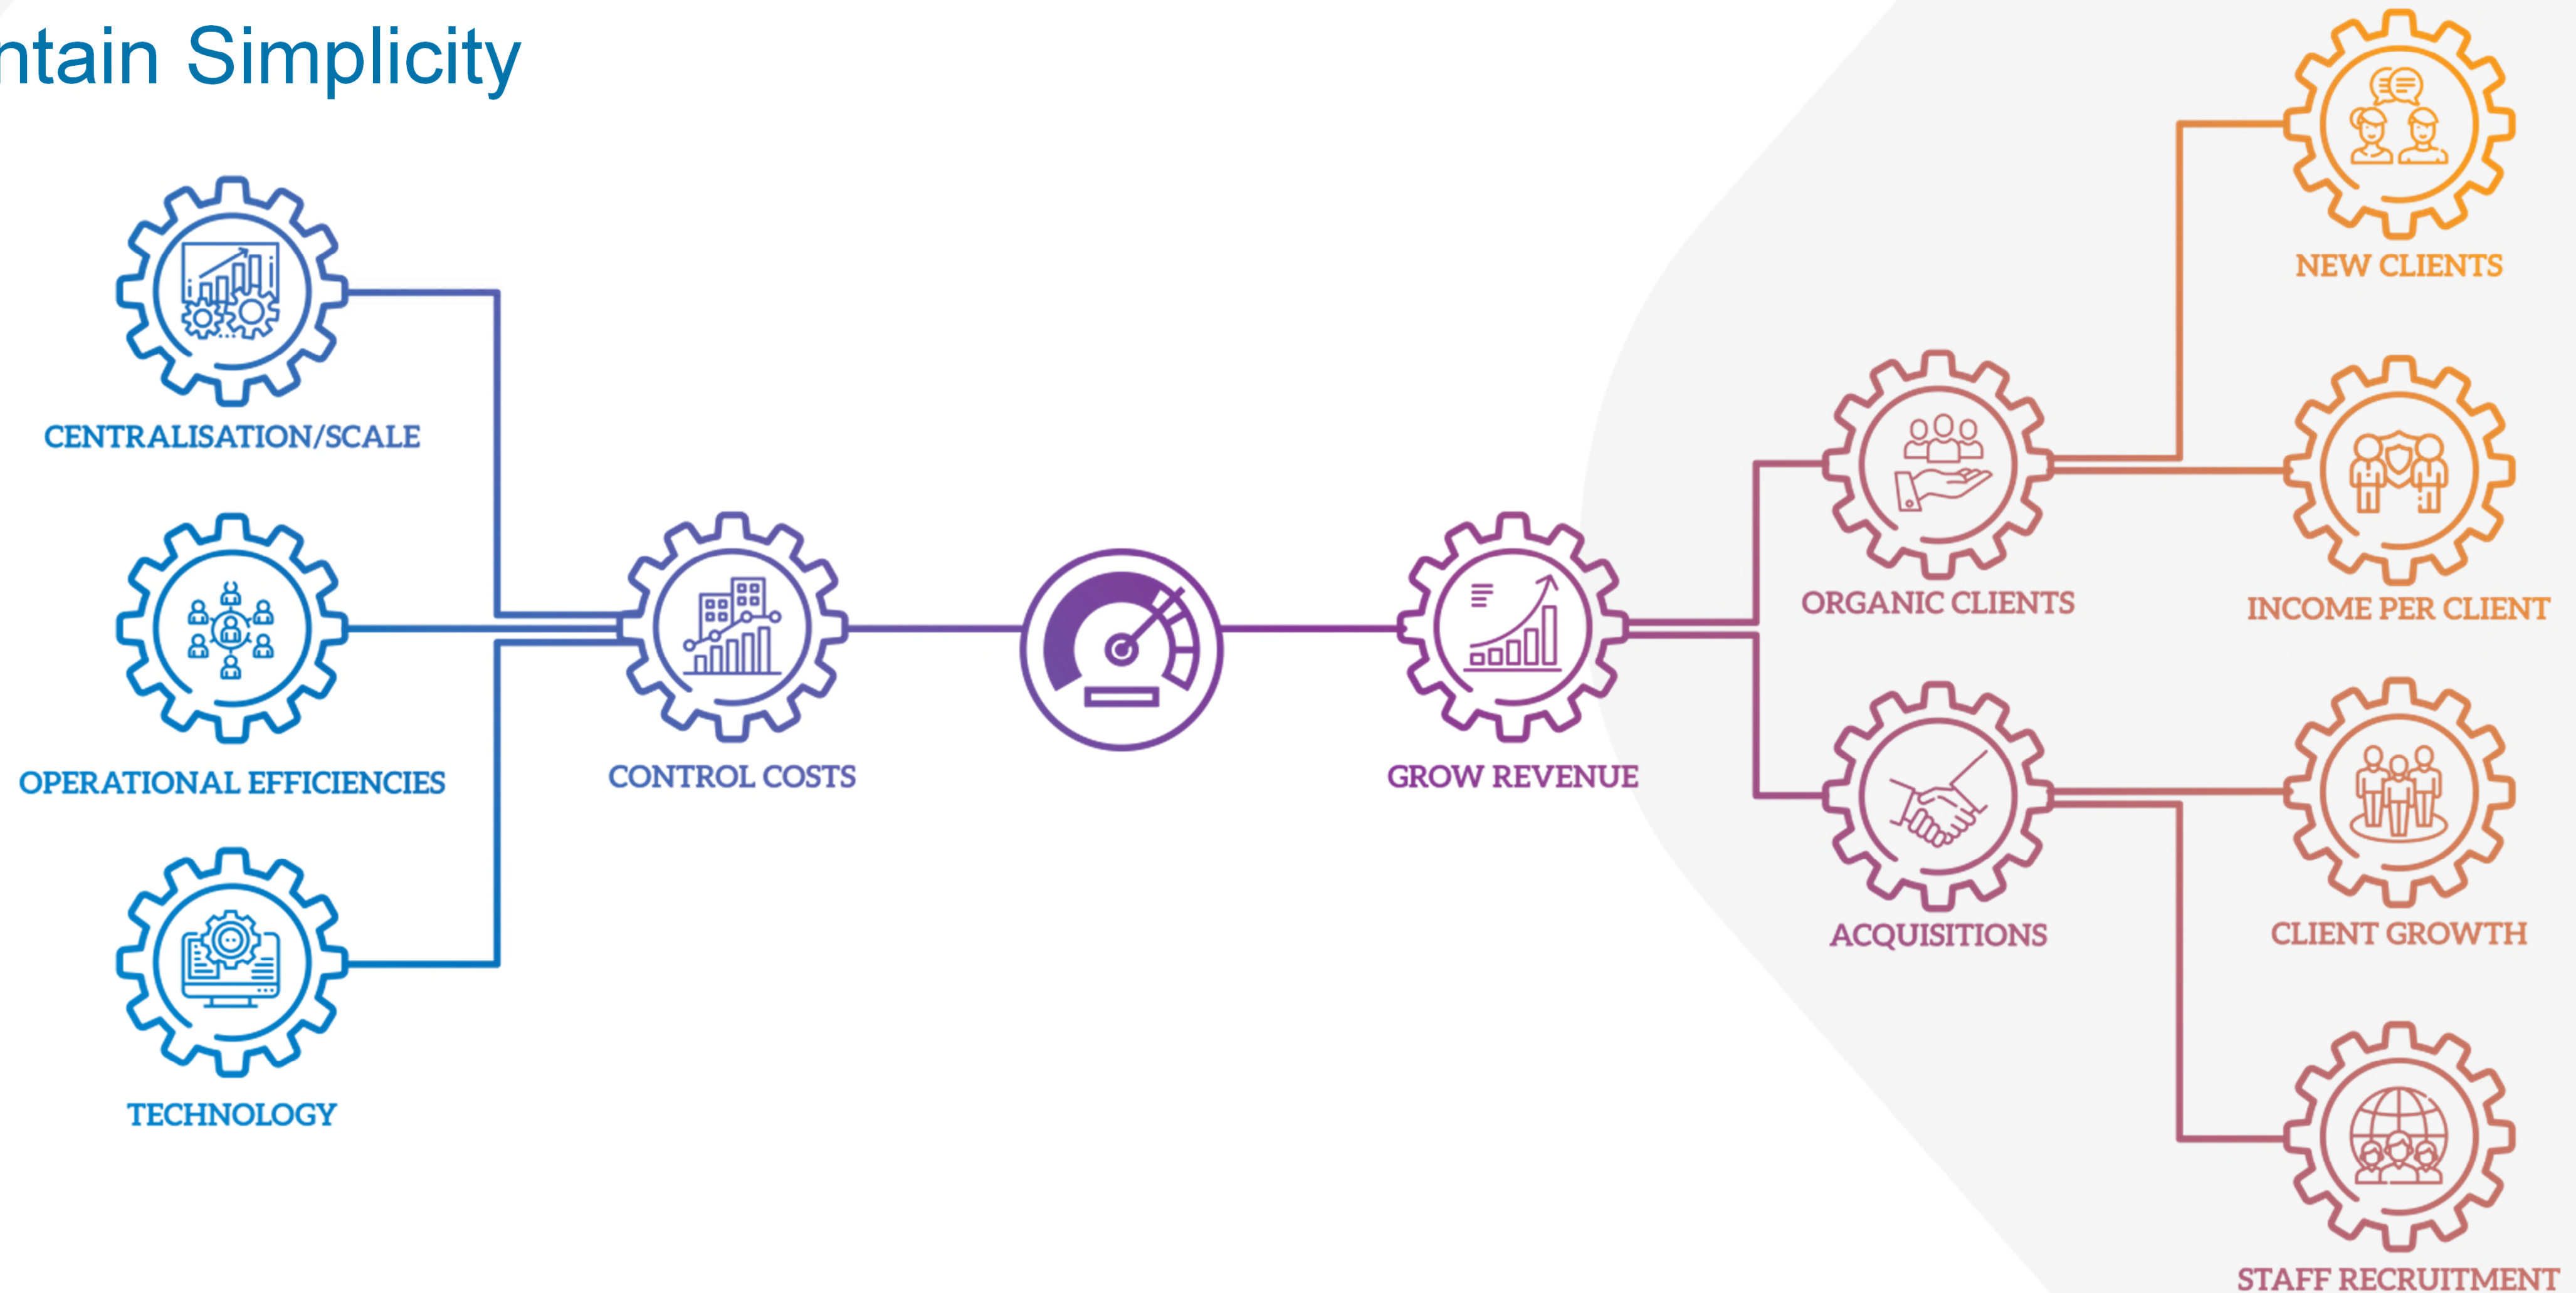 ntain Simplicity
CENTRALISATION/SCALE
OPERATIONAL EFFICIENCIES
TECHNOLOGY
CONTROL COSTS
GROW REVENUE
ORGANIC CLIENTS
ACQUISITIONS
NEW CLIENTS
INCOME PER CLIENT
CLIENT GROWTH
STAFF RECRUITMENT